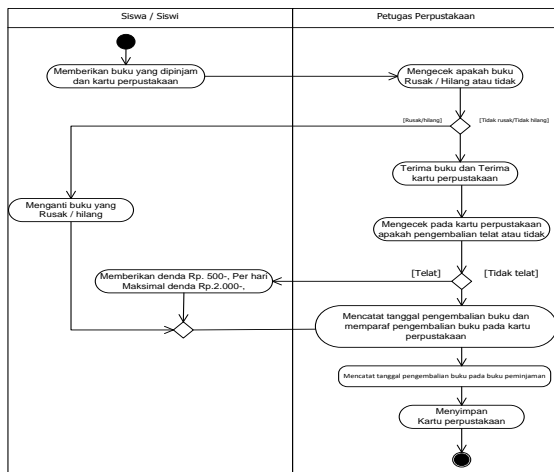 Siswa / Siswi
Petugas Perpustakaan
Memberikan buku yang dipinjam
dan kartu perpustakaan
Mengecek apakah buku
Rusak / Hilang atau tidak
[Rusak/hilang]
[Tidak rusak/Tidak hilang]
Terima buku dan Terima
kartu perpustakaan
Menganti buku yang
Rusak / hilang
Mengecek pada kartu perpustakaan
apakah pengembalian telat atau tidak
[Telat]
[Tidak telat]
Memberikan denda Rp. 500-, Per hari
Maksimal denda Rp.2.000-,
Mencatat tanggal pengembalian buku dan
memparaf pengembalian buku pada kartu
perpustakaan
Mencatat tanggal pengembalian buku pada buku peminjaman
Menyimpan
Kartu perpustakaan